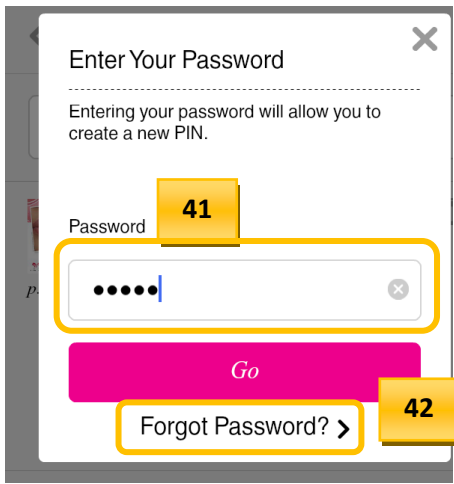 Enter Your Password
Entering your password will allow you to
create a new PIN.
41
Password
●●●●●
Go
Forgot Password? >
42